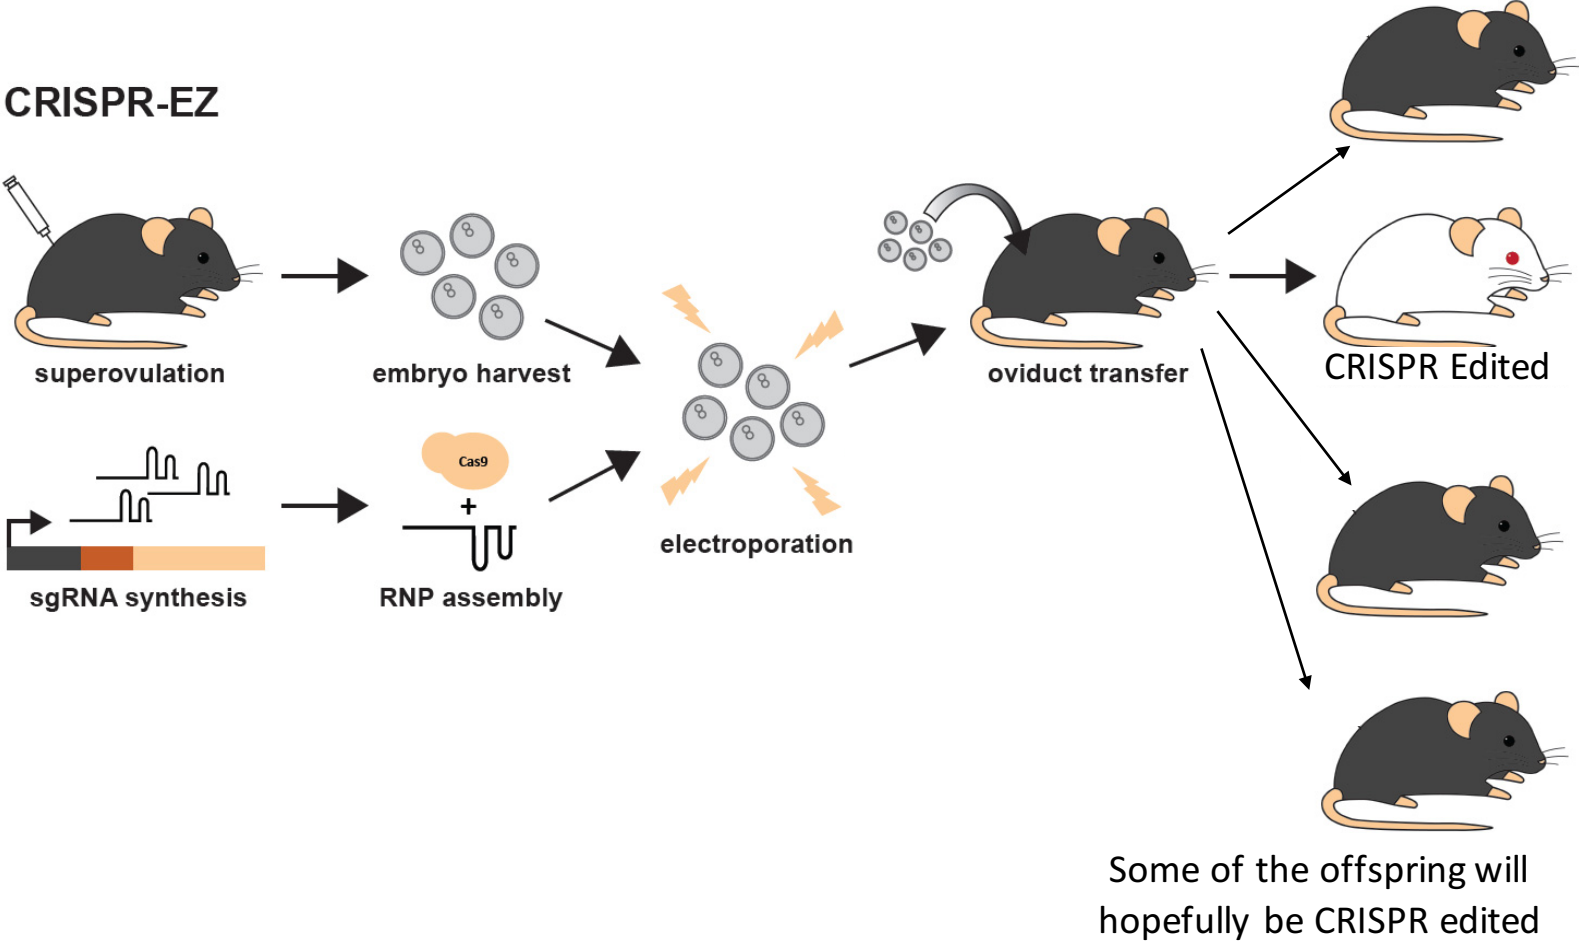 CRISPR-EZ
superovulation
embryo harvest
oviduct transfer
CRISPR Edited
Cas9
+
electroporation
sgRNA synthesis
RNP assembly
Some of the offspring will
hopefully be CRISPR edited